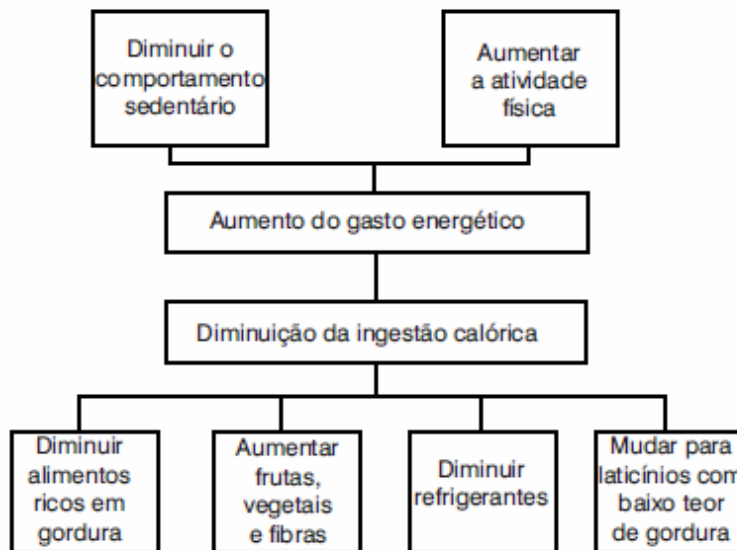 Diminuir o
comportamento
sedentário
Aumentar
a atividade
física
Aumento do gasto energético
Diminuição da ingestão calórica
Diminuir
alimentos
ricos em
gordura
Aumentar
frutas,
vegetais
e fibras
Diminuir
refrigerantes
Mudar para
laticínios com
baixo teor
de gordura